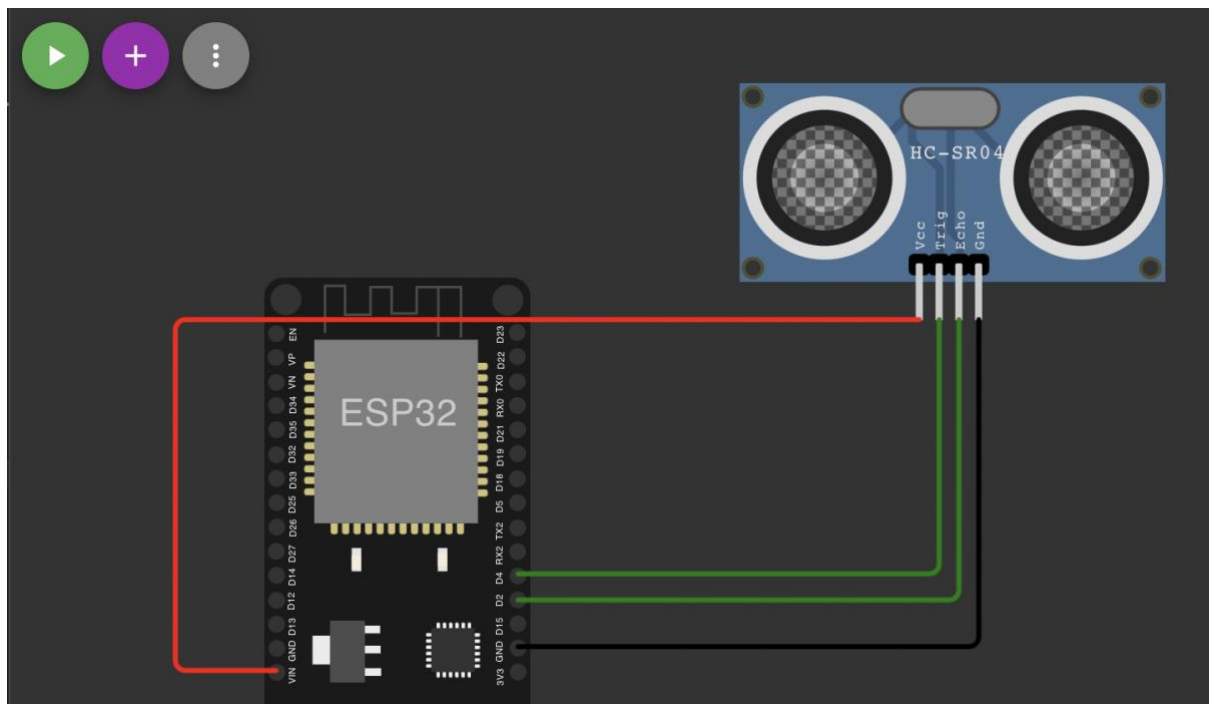 HC-SR04
Vcc
Trig
Echo
Gnd
ESP32
EN
VP
VN
D34
D35
D32
D33
D25
D26
D27
D14
D12
D13
GND
VIN
D23
D22
TX0
RX0
D21
D19
D18
D5
TX2
RX2
D4
D2
D15
GND
3V3